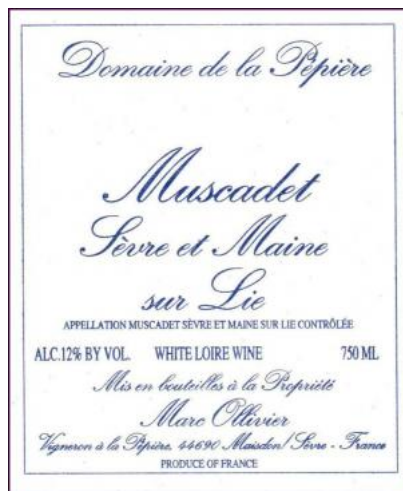 Domaine de la Pépière
Muscadet
Sèvre et Maine
sur Lie
APPELLATION MUSCADET SÈVRE ET MAINE SUR LIE CONTRÔLÉE
ALC.12% BY VOL. WHITE LOIRE WINE 750 ML
Mis en bouteilles à la Propriété
Marc Ollivier
Vigneron à la Pépière, 44690 Maisdon/Sèvre - France
PRODUCE OF FRANCE